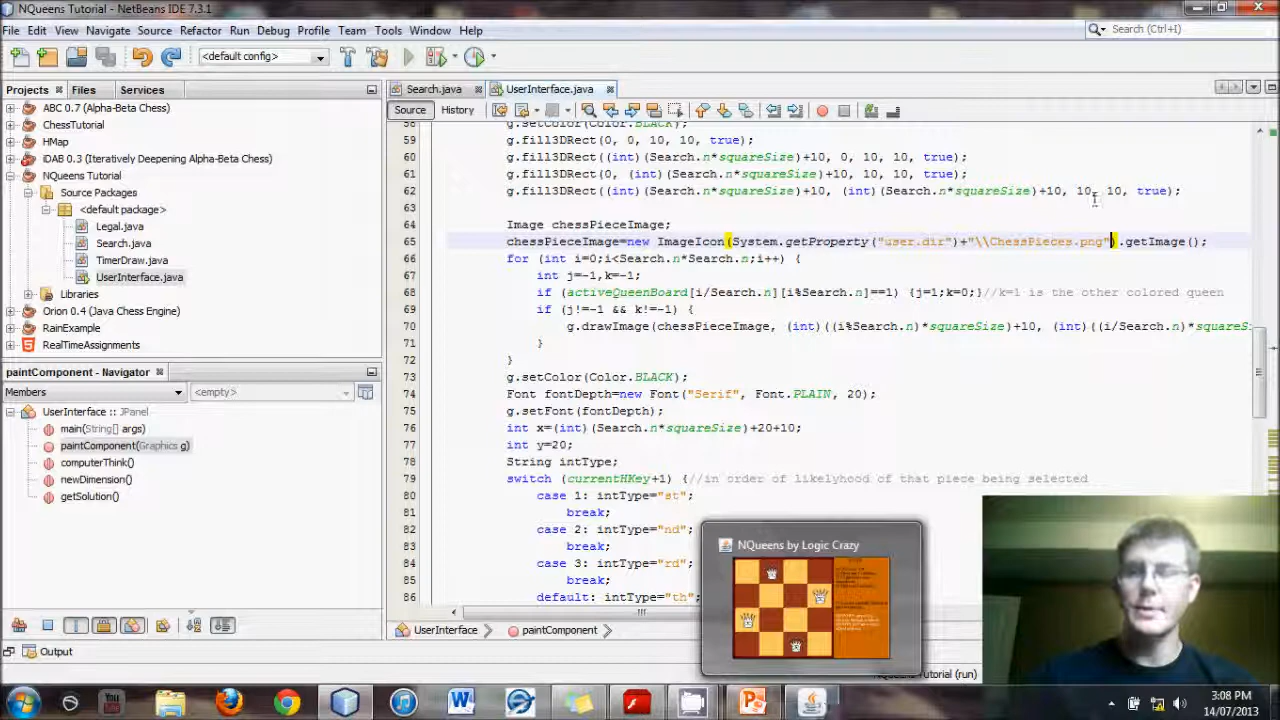 NQueens Tutorial - NetBeans IDE 7.3.1
File Edit View Navigate Source Refactor Run Debug Profile Team Tools Window Help
Search (Ctrl+I)
<default config>
Projects Files Services
Search.java UserInterface.java
Source History
ABC 0.7 (Alpha-Beta Chess)
ChessTutorial
HMap
iDAB 0.3 (Iteratively Deepening Alpha-Beta Chess)
NQueens Tutorial
Source Packages
<default package>
Legal.java
Search.java
TimerDraw.java
UserInterface.java
Libraries
Orion 0.4 (Java Chess Engine)
RainExample
RealTimeAssignments
paintComponent - Navigator
Members <empty>
UserInterface :: JPanel
main(String[] args)
paintComponent(Graphics g)
computerThink()
newDimension()
getSolution()
58 g.setColor(Color.BLACK);
59 g.fill3DRect(0, 0, 10, 10, true);
60 g.fill3DRect((int)(Search.n*squareSize)+10, 0, 10, 10, true);
61 g.fill3DRect(0, (int)(Search.n*squareSize)+10, 10, 10, true);
62 g.fill3DRect((int)(Search.n*squareSize)+10, (int)(Search.n*squareSize)+10, 10, 10, true);
63
64 Image chessPieceImage;
65 chessPieceImage=new ImageIcon(System.getProperty("user.dir")+"\\ChessPieces.png").getImage();
66 for (int i=0;i<Search.n*Search.n;i++) {
67 int j=-1,k=-1;
68 if (activeQueenBoard[i/Search.n][i%Search.n]==1) {j=1;k=0;}//k=1 is the other colored queen
69 if (j!=-1 && k!=-1) {
70 g.drawImage(chessPieceImage, (int)((i%Search.n)*squareSize)+10, (int)((i/Search.n)*squareS
71 }
72 }
73 g.setColor(Color.BLACK);
74 Font fontDepth=new Font("Serif", Font.PLAIN, 20);
75 g.setFont(fontDepth);
76 int x=(int)(Search.n*squareSize)+20+10;
77 int y=20;
78 String intType;
79 switch (currentHKey+1) {//in order of likelyhood of that piece being selected
80 case 1: intType="st";
81 break;
82 case 2: intType="nd";
83 break;
84 case 3: intType="rd";
85 break;
86 default: intType="th";
NQueens by Logic Crazy
UserInterface paintComponent
Output
NQueens Tutorial (run)
You
3:08 PM
14/07/2013